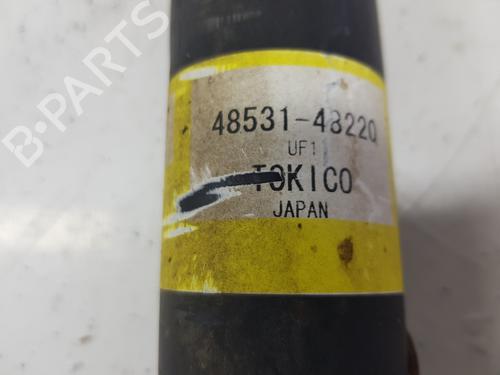 B-PARTS
48531-48220
UF1
TOKICO
JAPAN